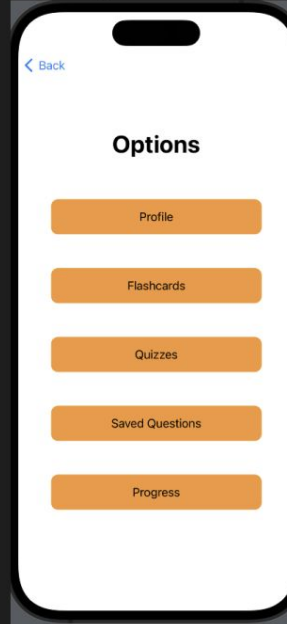 Back
Options
Profile
Flashcards
Quizzes
Saved Questions
Progress